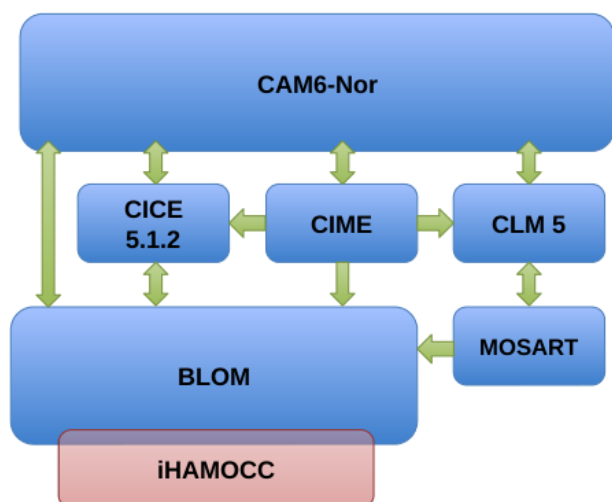 CAM6-Nor
CICE
5.1.2
CIME
CLM 5
MOSART
BLOM
iHAMOCC